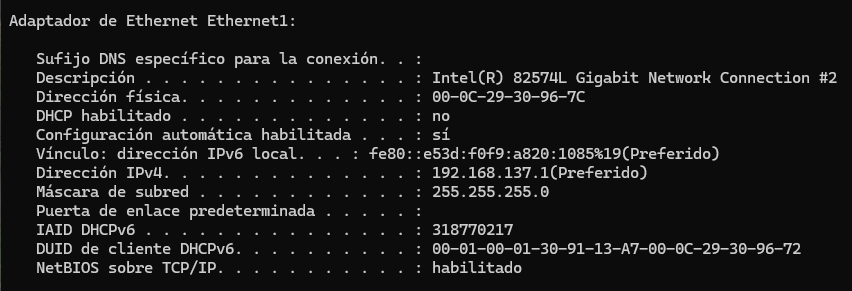 Adaptador de Ethernet Ethernet1:
Sufijo DNS específico para la conexión. . :
Descripción . . . . . . . . . . . . . . . : Intel(R) 82574L Gigabit Network Connection #2
Dirección física. . . . . . . . . . . . . : 00-0C-29-30-96-7C
DHCP habilitado . . . . . . . . . . . . . : no
Configuración automática habilitada . . . : sí
Vínculo: dirección IPv6 local. . . : fe80::e53d:f0f9:a820:1085%19(Preferido)
Dirección IPv4. . . . . . . . . . . . . . : 192.168.137.1(Preferido)
Máscara de subred . . . . . . . . . . . . : 255.255.255.0
Puerta de enlace predeterminada . . . . . :
IAID DHCPv6 . . . . . . . . . . . . . . . : 318770217
DUID de cliente DHCPv6. . . . . . . . . . : 00-01-00-01-30-91-13-A7-00-0C-29-30-96-72
NetBIOS sobre TCP/IP. . . . . . . . . . . : habilitado